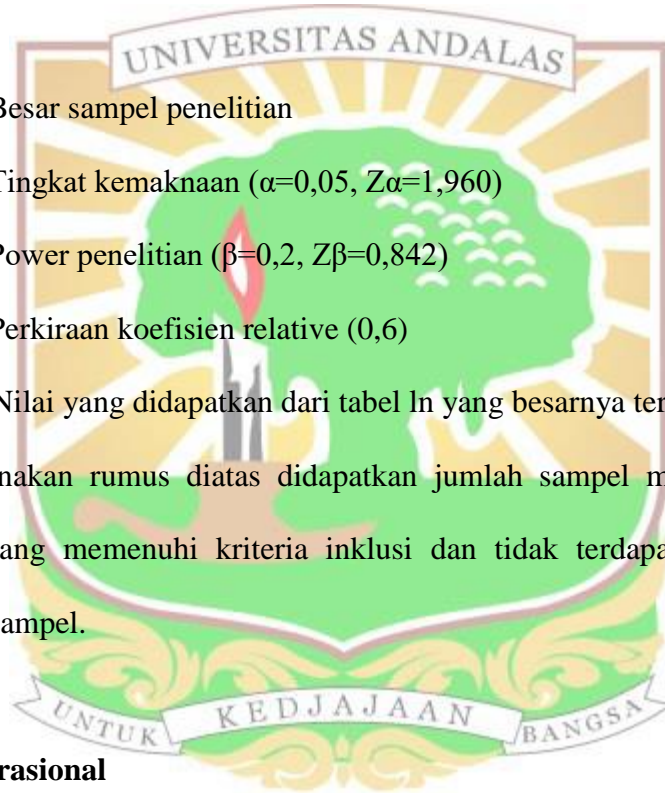 UNIVERSITAS ANDALAS
Besar sampel penelitian
Tingkat kemaknaan (α=0,05, Zα=1,960)
Power penelitian (β=0,2, Zβ=0,842)
Perkiraan koefisien relative (0,6)
Nilai yang didapatkan dari tabel ln yang besarnya ter
nakan rumus diatas didapatkan jumlah sampel m
ang memenuhi kriteria inklusi dan tidak terdapa
ampel.
UNTUK KEDJAJAAN BANGSA
rasional